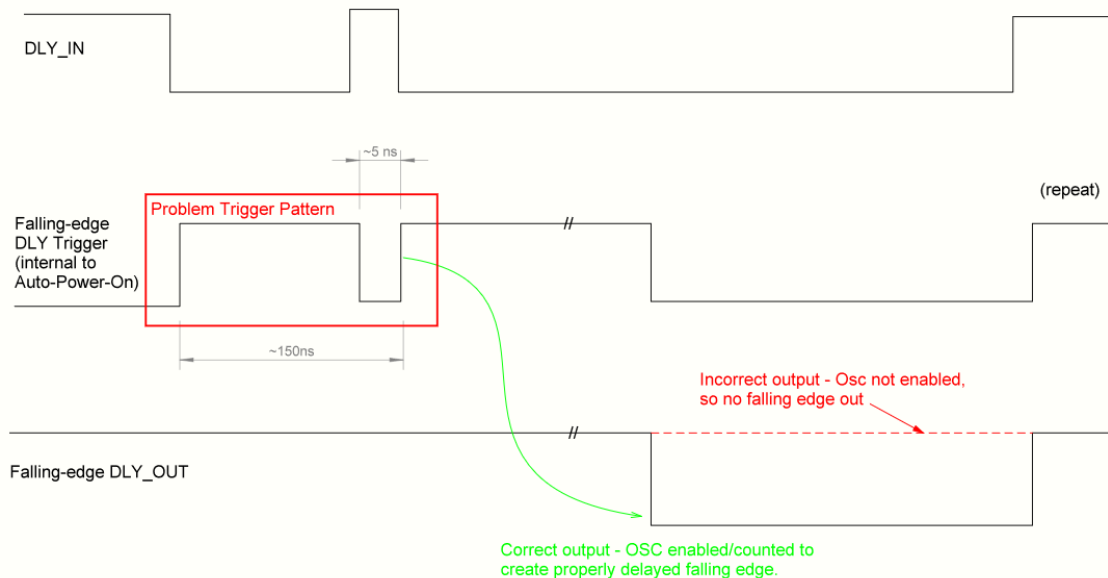 DLY_IN
~5 ns
(repeat)
Problem Trigger Pattern
Falling-edge
DLY Trigger
(internal to
Auto-Power-On)
//
~150ns
Incorrect output - Osc not enabled,
so no falling edge out
//
Falling-edge DLY_OUT
Correct output - OSC enabled/counted to
create properly delayed falling edge.